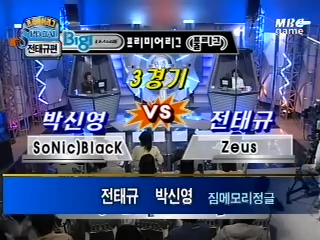 전태규편
Big!
프리미어리그
MBC
game
3경기
박신영 VS 전태규
SoNic)BlacK
Zeus
전태규 박신영 짐메모리정글